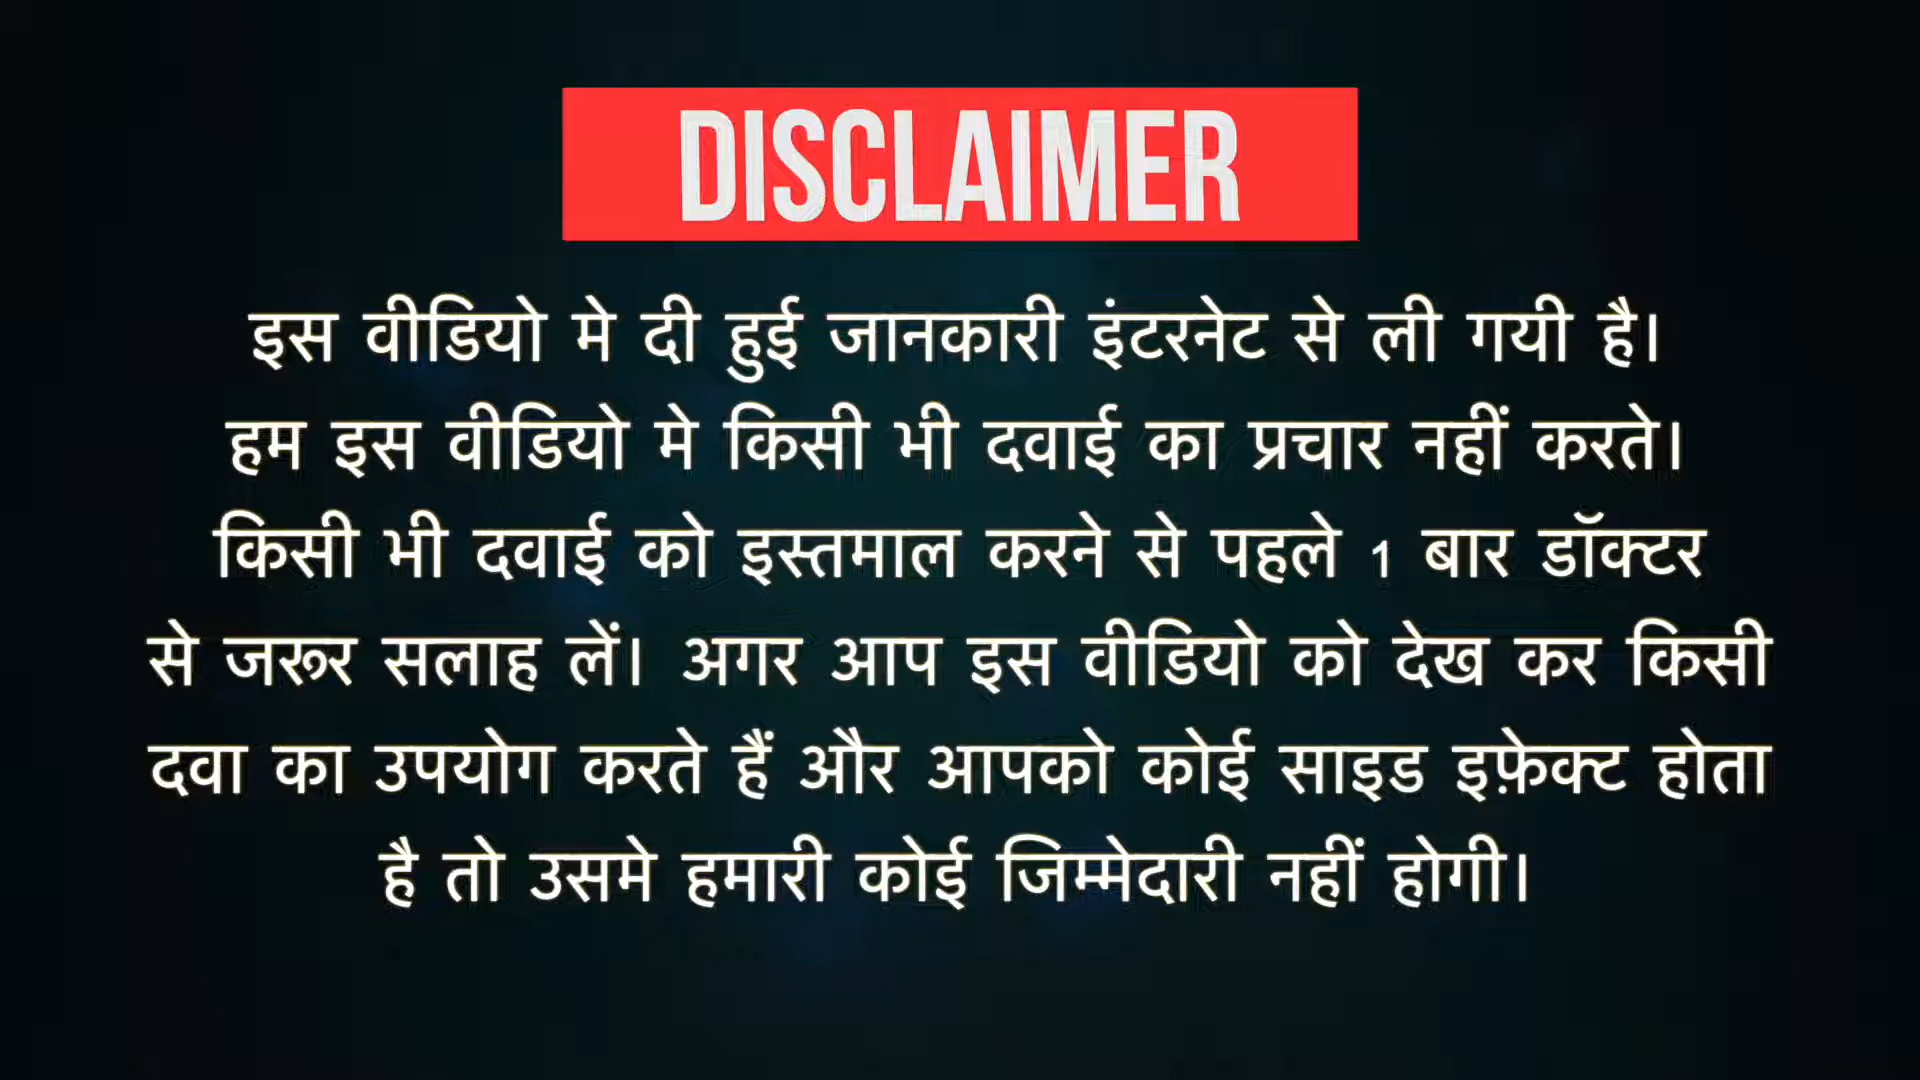 DISCLAIMER
इस वीडियो मे दी हुई जानकारी इंटरनेट से ली गयी है।
हम इस वीडियो मे किसी भी दवाई का प्रचार नहीं करते।
किसी भी दवाई को इस्तमाल करने से पहले 1 बार डॉक्टर
से जरूर सलाह लें। अगर आप इस वीडियो को देख कर किसी
दवा का उपयोग करते हैं और आपको कोई साइड इफ़ेक्ट होता
है तो उसमे हमारी कोई जिम्मेदारी नहीं होगी।